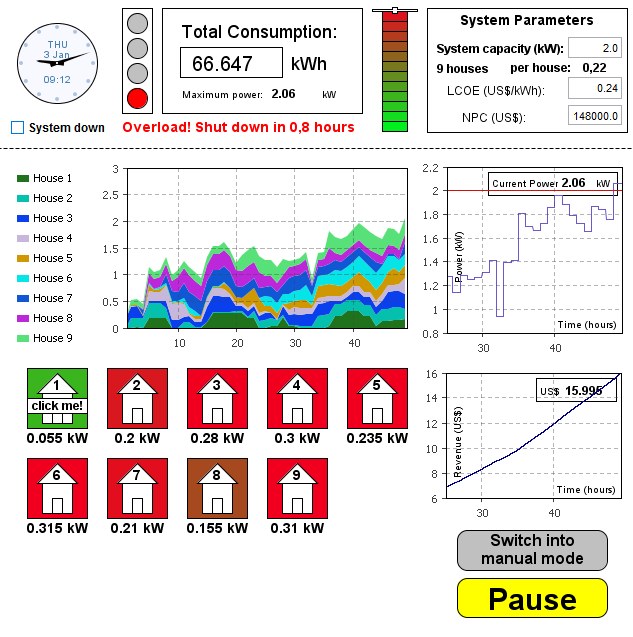 THU
3 Jan
09:12
System down
Total Consumption:
66.647 kWh
Maximum power: 2.06 kW
Overload! Shut down in 0,8 hours
System Parameters
System capacity (kW): 2.0
9 houses per house: 0,22
LCOE (US$/kWh): 0.24
NPC (US$): 148000.0
House 1
House 2
House 3
House 4
House 5
House 6
House 7
House 8
House 9
3
2.5
2
1.5
1
0.5
0
10 20 30 40
2.2
2
1.8
1.6
1.4
1.2
1
0.8
Current Power 2.06 kW
Power (kW)
Time (hours)
30 40
1
click me!
0.055 kW
2
0.2 kW
3
0.28 kW
4
0.3 kW
5
0.235 kW
6
0.315 kW
7
0.21 kW
8
0.155 kW
9
0.31 kW
16
14
12
10
8
6
US$ 15.995
Revenue (US$)
Time (hours)
30 40
Switch into
manual mode
Pause